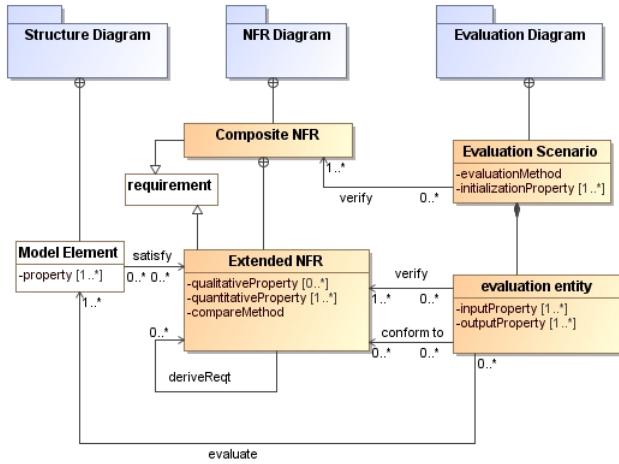 Structure Diagram
NFR Diagram
Evaluation Diagram
Composite NFR
Evaluation Scenario
-evaluationMethod
-initializationProperty [1..*]
requirement
1..*
verify
0..*
Model Element
-property [1..*]
satisfy
0..* 0..*
Extended NFR
-qualitativeProperty [0..*]
-quantitativeProperty [1..*]
-compareMethod
verify
1..*
0..*
evaluation entity
-inputProperty [1..*]
-outputProperty [1..*]
1..*
0..*
conform to
0..*
0..*
0..*
deriveReqt
evaluate